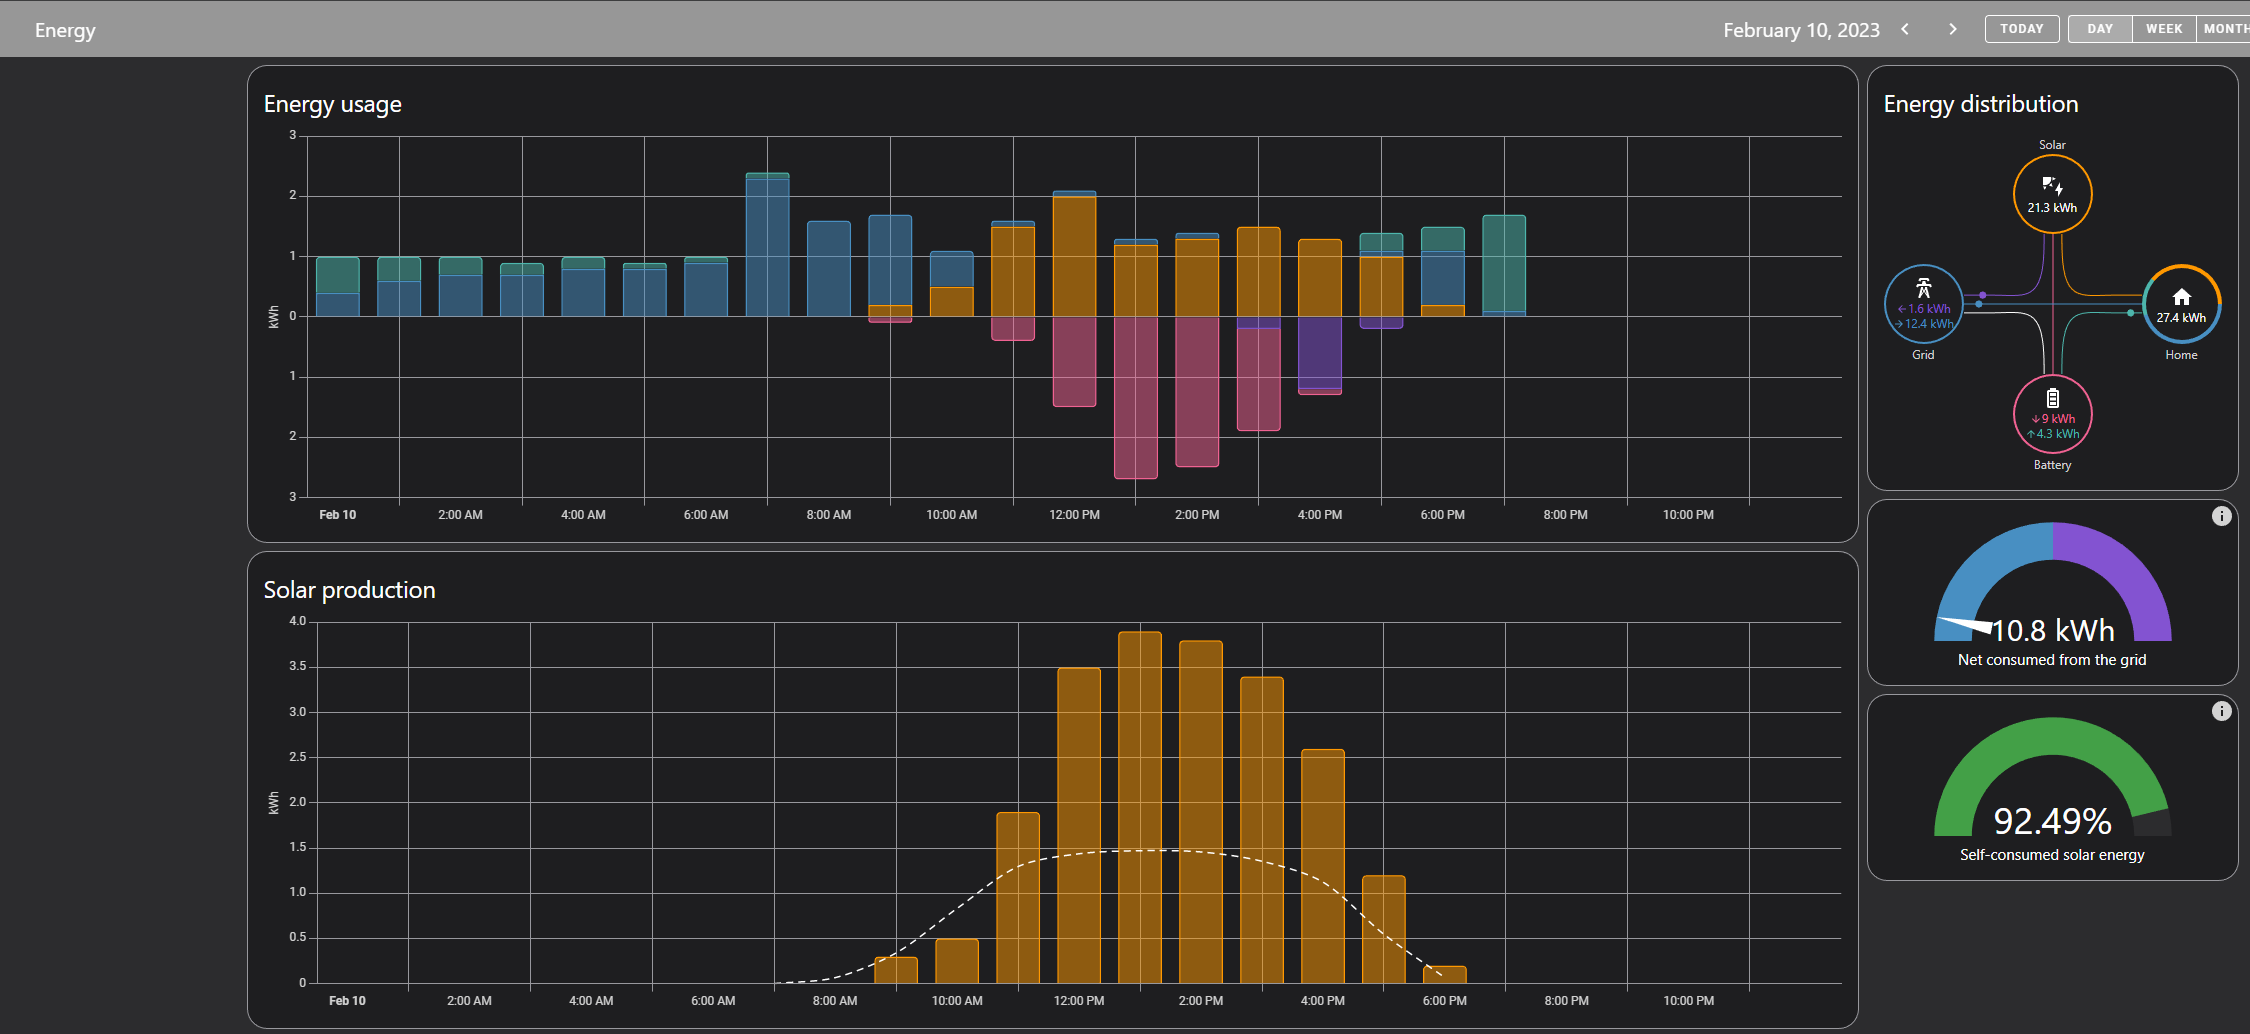 Energy
February 10, 2023
TODAY
DAY
WEEK
MONTH
Energy usage
3
2
1
0
1
2
3
kWh
Feb 10
2:00 AM
4:00 AM
6:00 AM
8:00 AM
10:00 AM
12:00 PM
2:00 PM
4:00 PM
6:00 PM
8:00 PM
10:00 PM
Energy distribution
Solar
21.3 kWh
←1.6 kWh
→12.4 kWh
Grid
27.4 kWh
Home
↓9 kWh
↑4.3 kWh
Battery
10.8 kWh
Net consumed from the grid
92.49%
Self-consumed solar energy
Solar production
4.0
3.5
3.0
2.5
2.0
1.5
1.0
0.5
0
kWh
Feb 10
2:00 AM
4:00 AM
6:00 AM
8:00 AM
10:00 AM
12:00 PM
2:00 PM
4:00 PM
6:00 PM
8:00 PM
10:00 PM